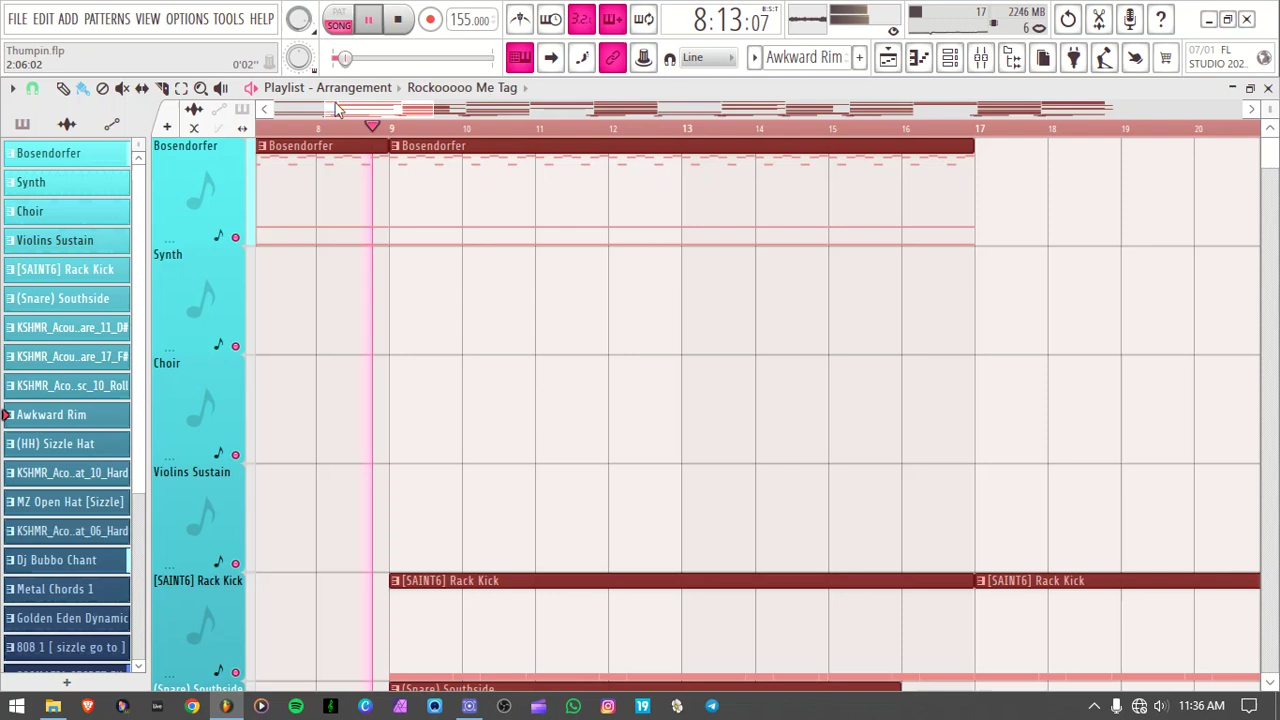 FILE EDIT ADD PATTERNS VIEW OPTIONS TOOLS HELP
PAT
SONG
155.000
3.2
8:13:07
B:S:T
17
2246 MB
6
Thumpin.flp
2:06:02
0'02"
Line
Awkward Rim
07/01 FL
STUDIO 202...
Playlist - Arrangement
Rockooooo Me Tag
8
9
10
11
12
13
14
15
16
17
18
19
20
Bosendorfer
Synth
Choir
Violins Sustain
[SAINT6] Rack Kick
(Snare) Southside
KSHMR_Acou..are_11_D#
KSHMR_Acou..are_17_F#
KSHMR_Aco..sc_10_Roll
Awkward Rim
(HH) Sizzle Hat
KSHMR_Aco..at_10_Hard
MZ Open Hat [Sizzle]
KSHMR_Aco...at_06_Hard
Dj Bubbo Chant
Metal Chords 1
Golden Eden Dynamic
808 1 [ sizzle go to ]
Bosendorfer
Bosendorfer
Bosendorfer
Synth
Choir
Violins Sustain
[SAINT6] Rack Kick
[SAINT6] Rack Kick
[SAINT6] Rack Kick
(Snare) Southside
(Snare) Southside
11:36 AM